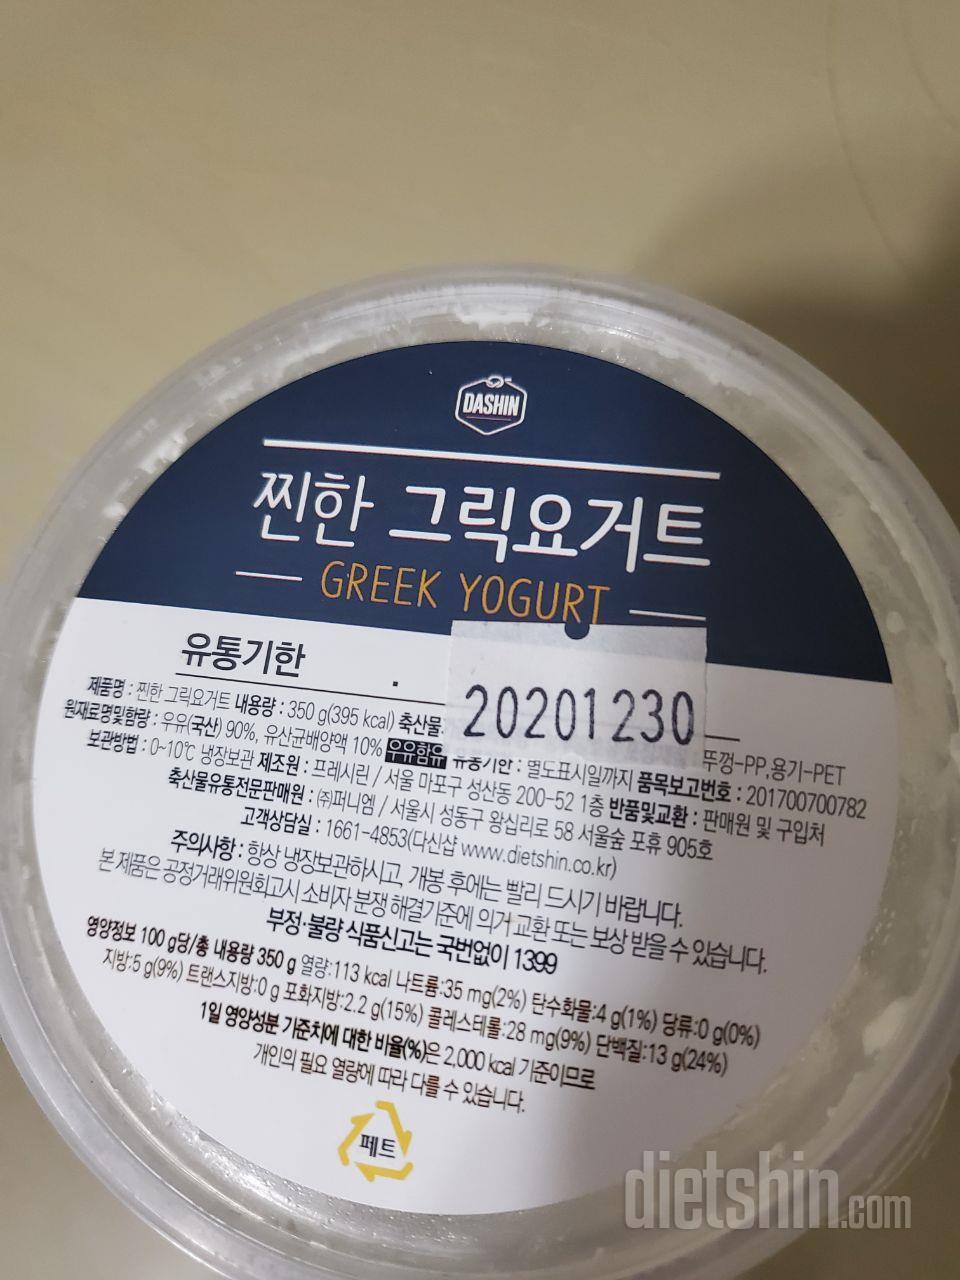 DASHIN
찐한 그릭요거트
GREEK YOGURT
유통기한 . 20201230
제품명 : 찐한 그릭요거트 내용량 : 350 g(395 kcal) 축산물 뚜껑-PP,용기-PET
원재료명및함량 : 우유(국산) 90%, 유산균배양액 10% 우유함유 유통기한 : 별도표시일까지 품목보고번호 : 201700700782
보관방법 : 0~10℃ 냉장보관 제조원 : 프레시린 / 서울 마포구 성산동 200-52 1층 반품및교환 : 판매원 및 구입처
축산물유통전문판매원 : ㈜퍼니엠 / 서울시 성동구 왕십리로 58 서울숲 포휴 905호
고객상담실 : 1661-4853(다신샵 www.dietshin.co.kr)
주의사항 : 항상 냉장보관하시고, 개봉 후에는 빨리 드시기 바랍니다.
본 제품은 공정거래위원회고시 소비자 분쟁 해결기준에 의거 교환 또는 보상 받을 수 있습니다.
부정·불량 식품신고는 국번없이 1399
영양정보 100 g당/총 내용량 350 g 열량:113 kcal 나트륨:35 mg(2%) 탄수화물:4 g(1%) 당류:0 g(0%)
지방:5 g(9%) 트랜스지방:0 g 포화지방:2.2 g(15%) 콜레스테롤:28 mg(9%) 단백질:13 g(24%)
1일 영양성분 기준치에 대한 비율(%)은 2,000 kcal 기준이므로
개인의 필요 열량에 따라 다를 수 있습니다.
페트
dietshin.com